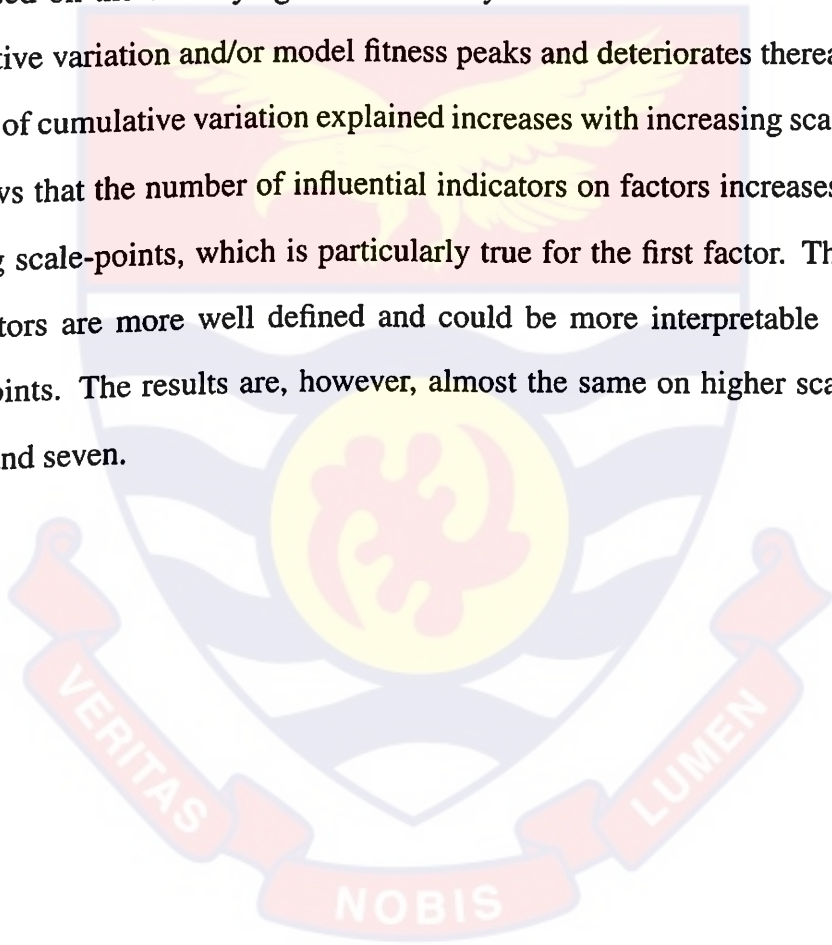 tive variation and/or model fitness peaks and deteriorates therea
of cumulative variation explained increases with increasing sca
vs that the number of influential indicators on factors increases
g scale-points, which is particularly true for the first factor. Th
tors are more well defined and could be more interpretable
oints. The results are, however, almost the same on higher sca
nd seven.
VERITAS
NOBIS
LUMEN